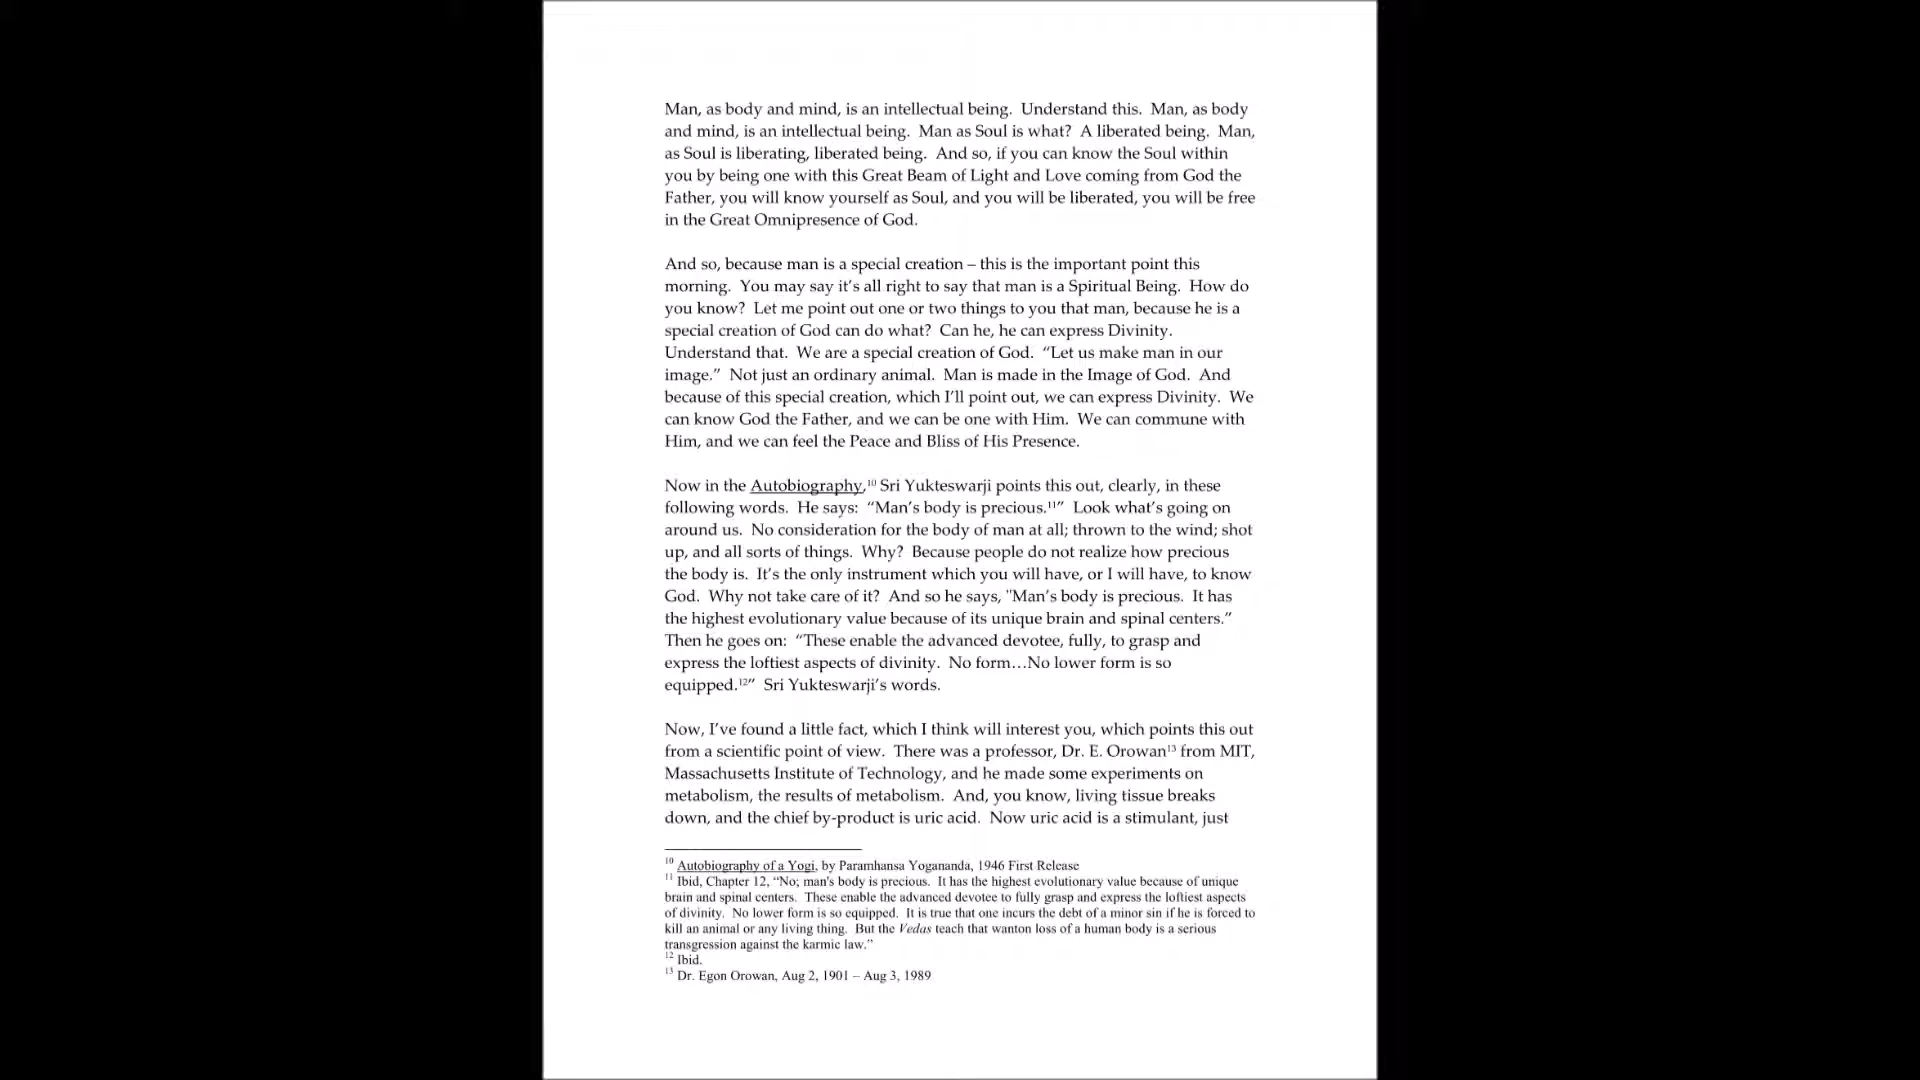 Man, as body and mind, is an intellectual being.  Understand this.  Man, as body
and mind, is an intellectual being.  Man as Soul is what?  A liberated being.  Man,
as Soul is liberating, liberated being.  And so, if you can know the Soul within
you by being one with this Great Beam of Light and Love coming from God the
Father, you will know yourself as Soul, and you will be liberated, you will be free
in the Great Omnipresence of God.
And so, because man is a special creation – this is the important point this
morning.  You may say it’s all right to say that man is a Spiritual Being.  How do
you know?  Let me point out one or two things to you that man, because he is a
special creation of God can do what?  Can he, he can express Divinity.
Understand that.  We are a special creation of God.  “Let us make man in our
image.”  Not just an ordinary animal.  Man is made in the Image of God.  And
because of this special creation, which I’ll point out, we can express Divinity.  We
can know God the Father, and we can be one with Him.  We can commune with
Him, and we can feel the Peace and Bliss of His Presence.
Now in the Autobiography,10 Sri Yukteswarji points this out, clearly, in these
following words.  He says:  “Man’s body is precious.11”  Look what’s going on
around us.  No consideration for the body of man at all; thrown to the wind; shot
up, and all sorts of things.  Why?  Because people do not realize how precious
the body is.  It’s the only instrument which you will have, or I will have, to know
God.  Why not take care of it?  And so he says, "Man’s body is precious.  It has
the highest evolutionary value because of its unique brain and spinal centers.”
Then he goes on:  “These enable the advanced devotee, fully, to grasp and
express the loftiest aspects of divinity.  No form…No lower form is so
equipped.12”  Sri Yukteswarji’s words.
Now, I’ve found a little fact, which I think will interest you, which points this out
from a scientific point of view.  There was a professor, Dr. E. Orowan13 from MIT,
Massachusetts Institute of Technology, and he made some experiments on
metabolism, the results of metabolism.  And, you know, living tissue breaks
down, and the chief by-product is uric acid.  Now uric acid is a stimulant, just
10 Autobiography of a Yogi, by Paramhansa Yogananda, 1946 First Release
11 Ibid, Chapter 12, “No; man's body is precious.  It has the highest evolutionary value because of unique
brain and spinal centers.  These enable the advanced devotee to fully grasp and express the loftiest aspects
of divinity.  No lower form is so equipped.  It is true that one incurs the debt of a minor sin if he is forced to
kill an animal or any living thing.  But the Vedas teach that wanton loss of a human body is a serious
transgression against the karmic law.”
12 Ibid.
13 Dr. Egon Orowan, Aug 2, 1901 – Aug 3, 1989